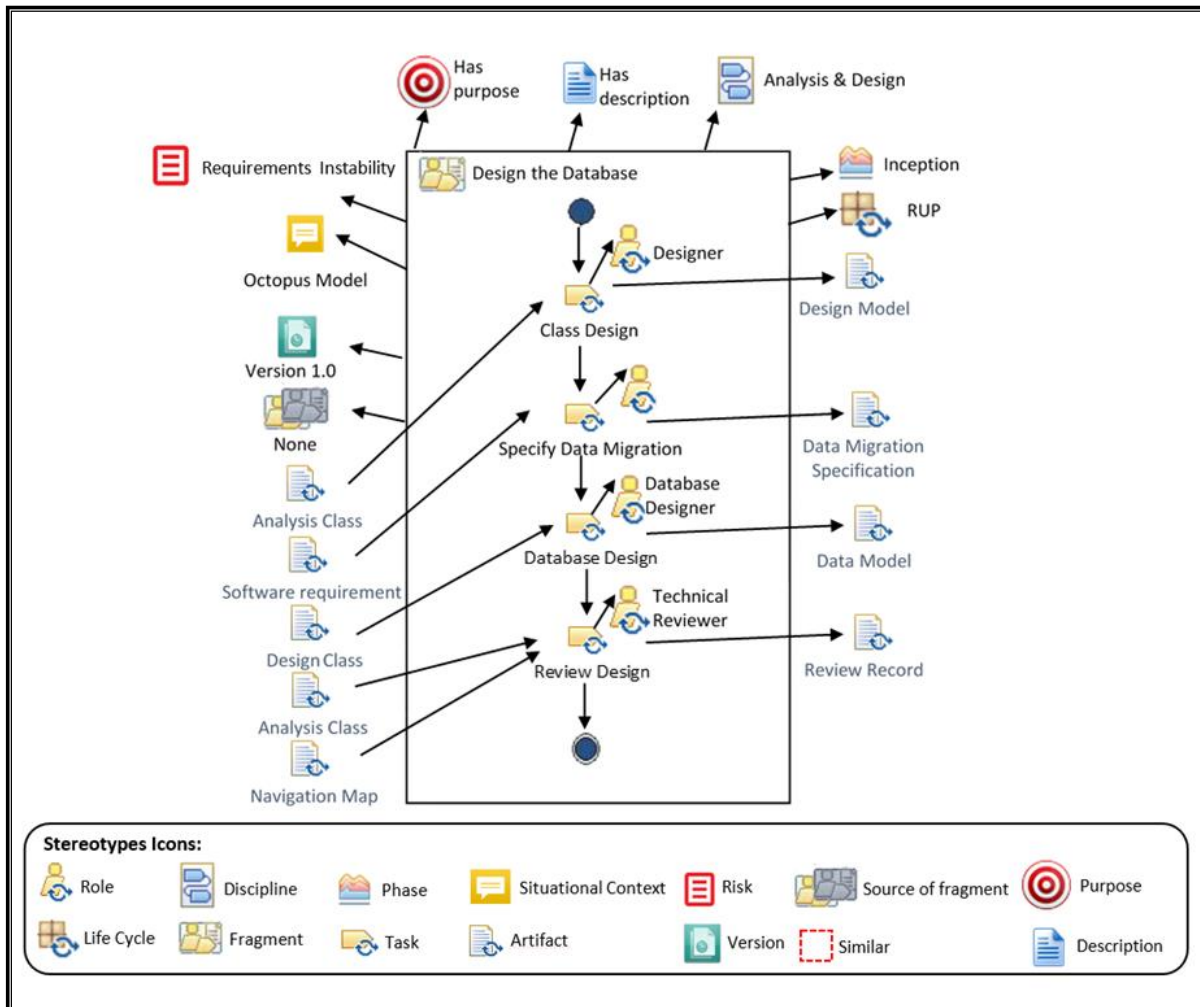 Has
purpose
Has
description
Analysis & Design
Requirements Instability
Design the Database
Inception
RUP
Octopus Model
Designer
Design Model
Class Design
Version 1.0
None
Specify Data Migration
Data Migration
Specification
Analysis Class
Database
Designer
Database Design
Data Model
Software requirement
Technical
Reviewer
Design Class
Review Design
Review Record
Analysis Class
Navigation Map
Stereotypes Icons:
Role
Discipline
Phase
Situational Context
Risk
Source of fragment
Purpose
Life Cycle
Fragment
Task
Artifact
Version
Similar
Description